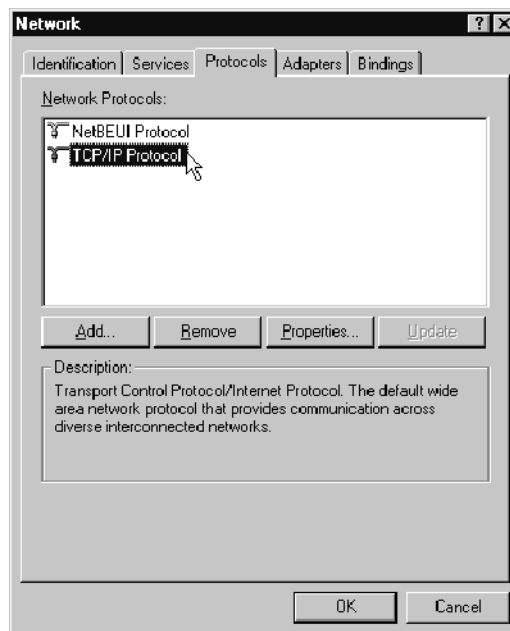 Network
Identification Services Protocols Adapters Bindings
Network Protocols:
NetBEUI Protocol
TCP/IP Protocol
Add... Remove Properties... Update
Description:
Transport Control Protocol/Internet Protocol. The default wide
area network protocol that provides communication across
diverse interconnected networks.
OK Cancel